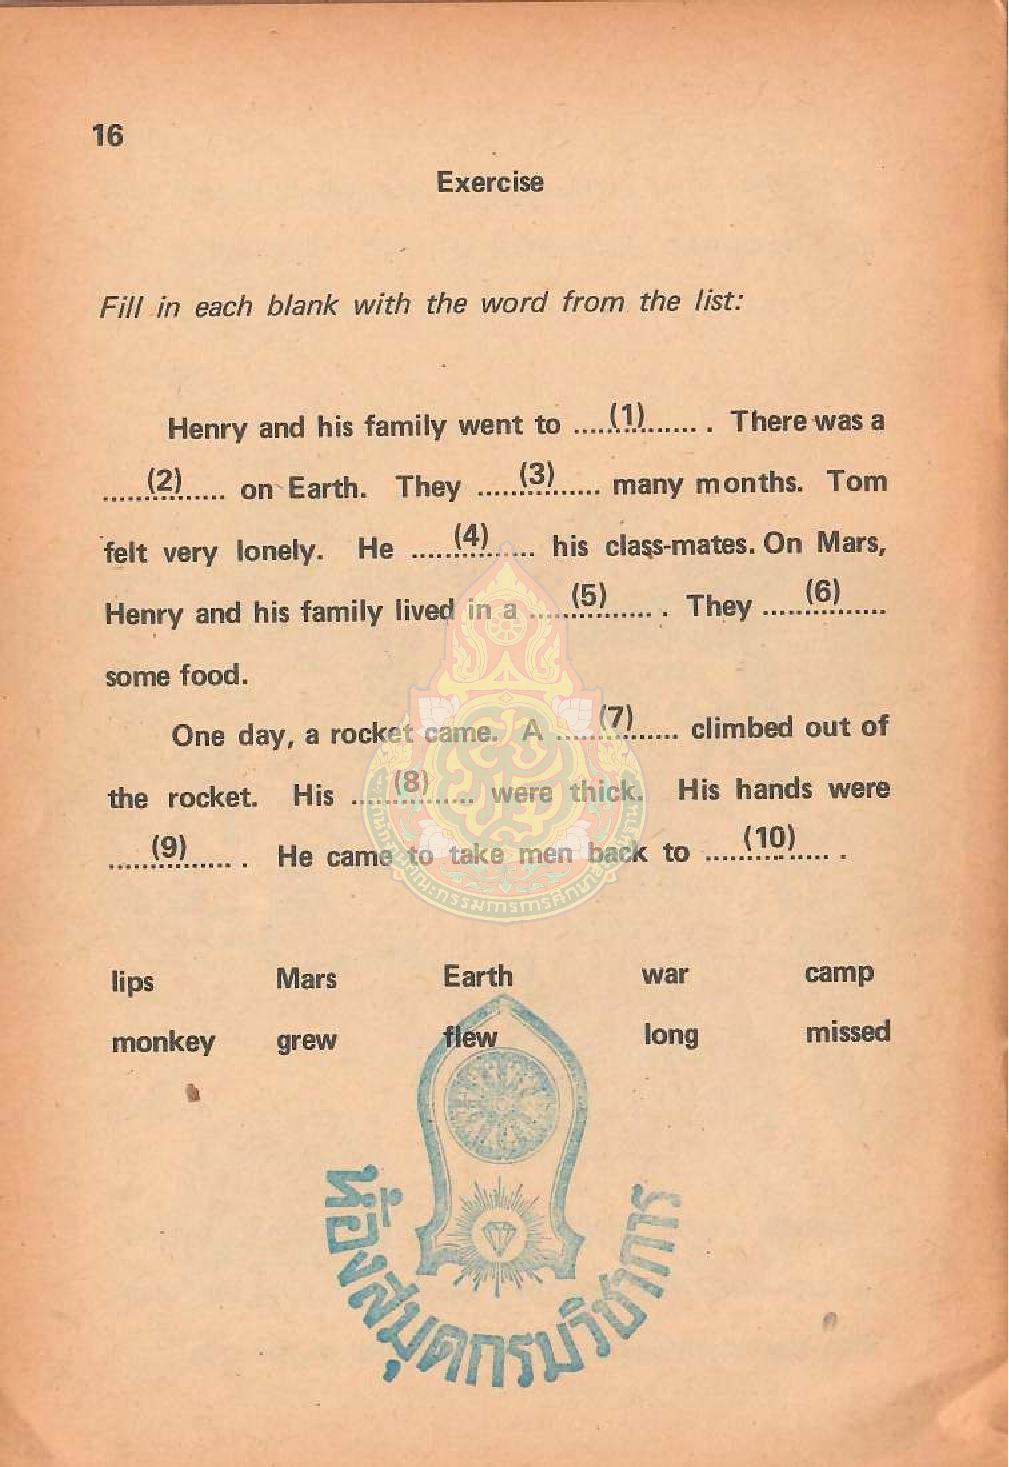 16
Exercise
Fill in each blank with the word from the list:
Henry and his family went to ......(1)....... . There was a
......(2)...... on Earth. They ......(3)...... many months. Tom
felt very lonely. He ......(4)...... his class-mates. On Mars,
Henry and his family lived in a ......(5)...... . They ......(6)......
some food.
One day, a rocket came. A ......(7)...... climbed out of
the rocket. His ......(8)...... were thick. His hands were
......(9)...... . He came to take men back to ......(10)...... .
lips Mars Earth war camp
monkey grew flew long missed
ห้องสมุดกรมวิชาการ